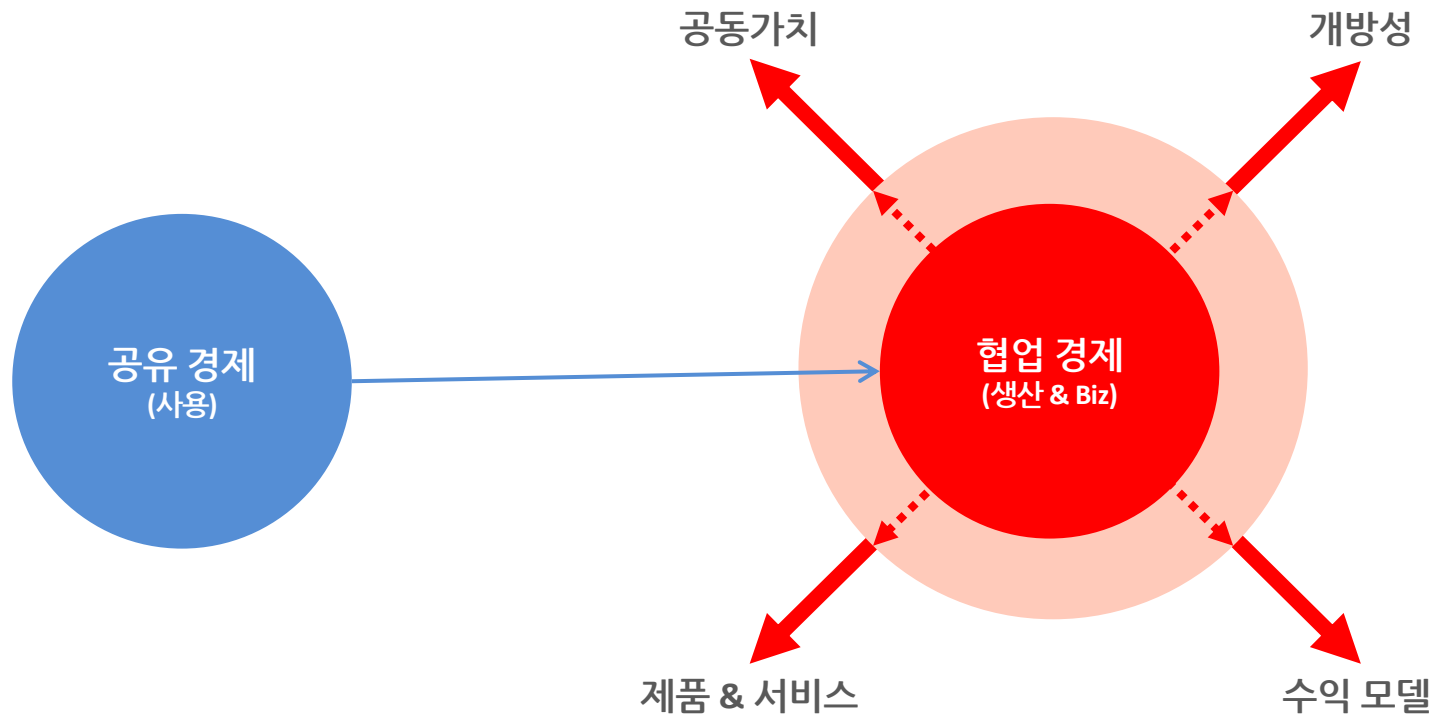 공동가치
개방성
공유 경제
(사용)
협업 경제
(생산 & Biz)
제품 & 서비스
수익 모델